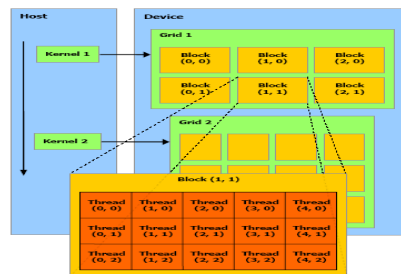 Host
Device
Grid 1
Kernel 1
Block Block Block
(0, 0) (1, 0) (2, 0)
Block Block Block
(0, 1) (1, 1) (2, 1)
Grid 2
Kernel 2
Block (1, 1)
Thread Thread Thread Thread Thread
(0, 0) (1, 0) (2, 0) (3, 0) (4, 0)
Thread Thread Thread Thread Thread
(0, 1) (1, 1) (2, 1) (3, 1) (4, 1)
Thread Thread Thread Thread Thread
(0, 2) (1, 2) (2, 2) (3, 2) (4, 2)